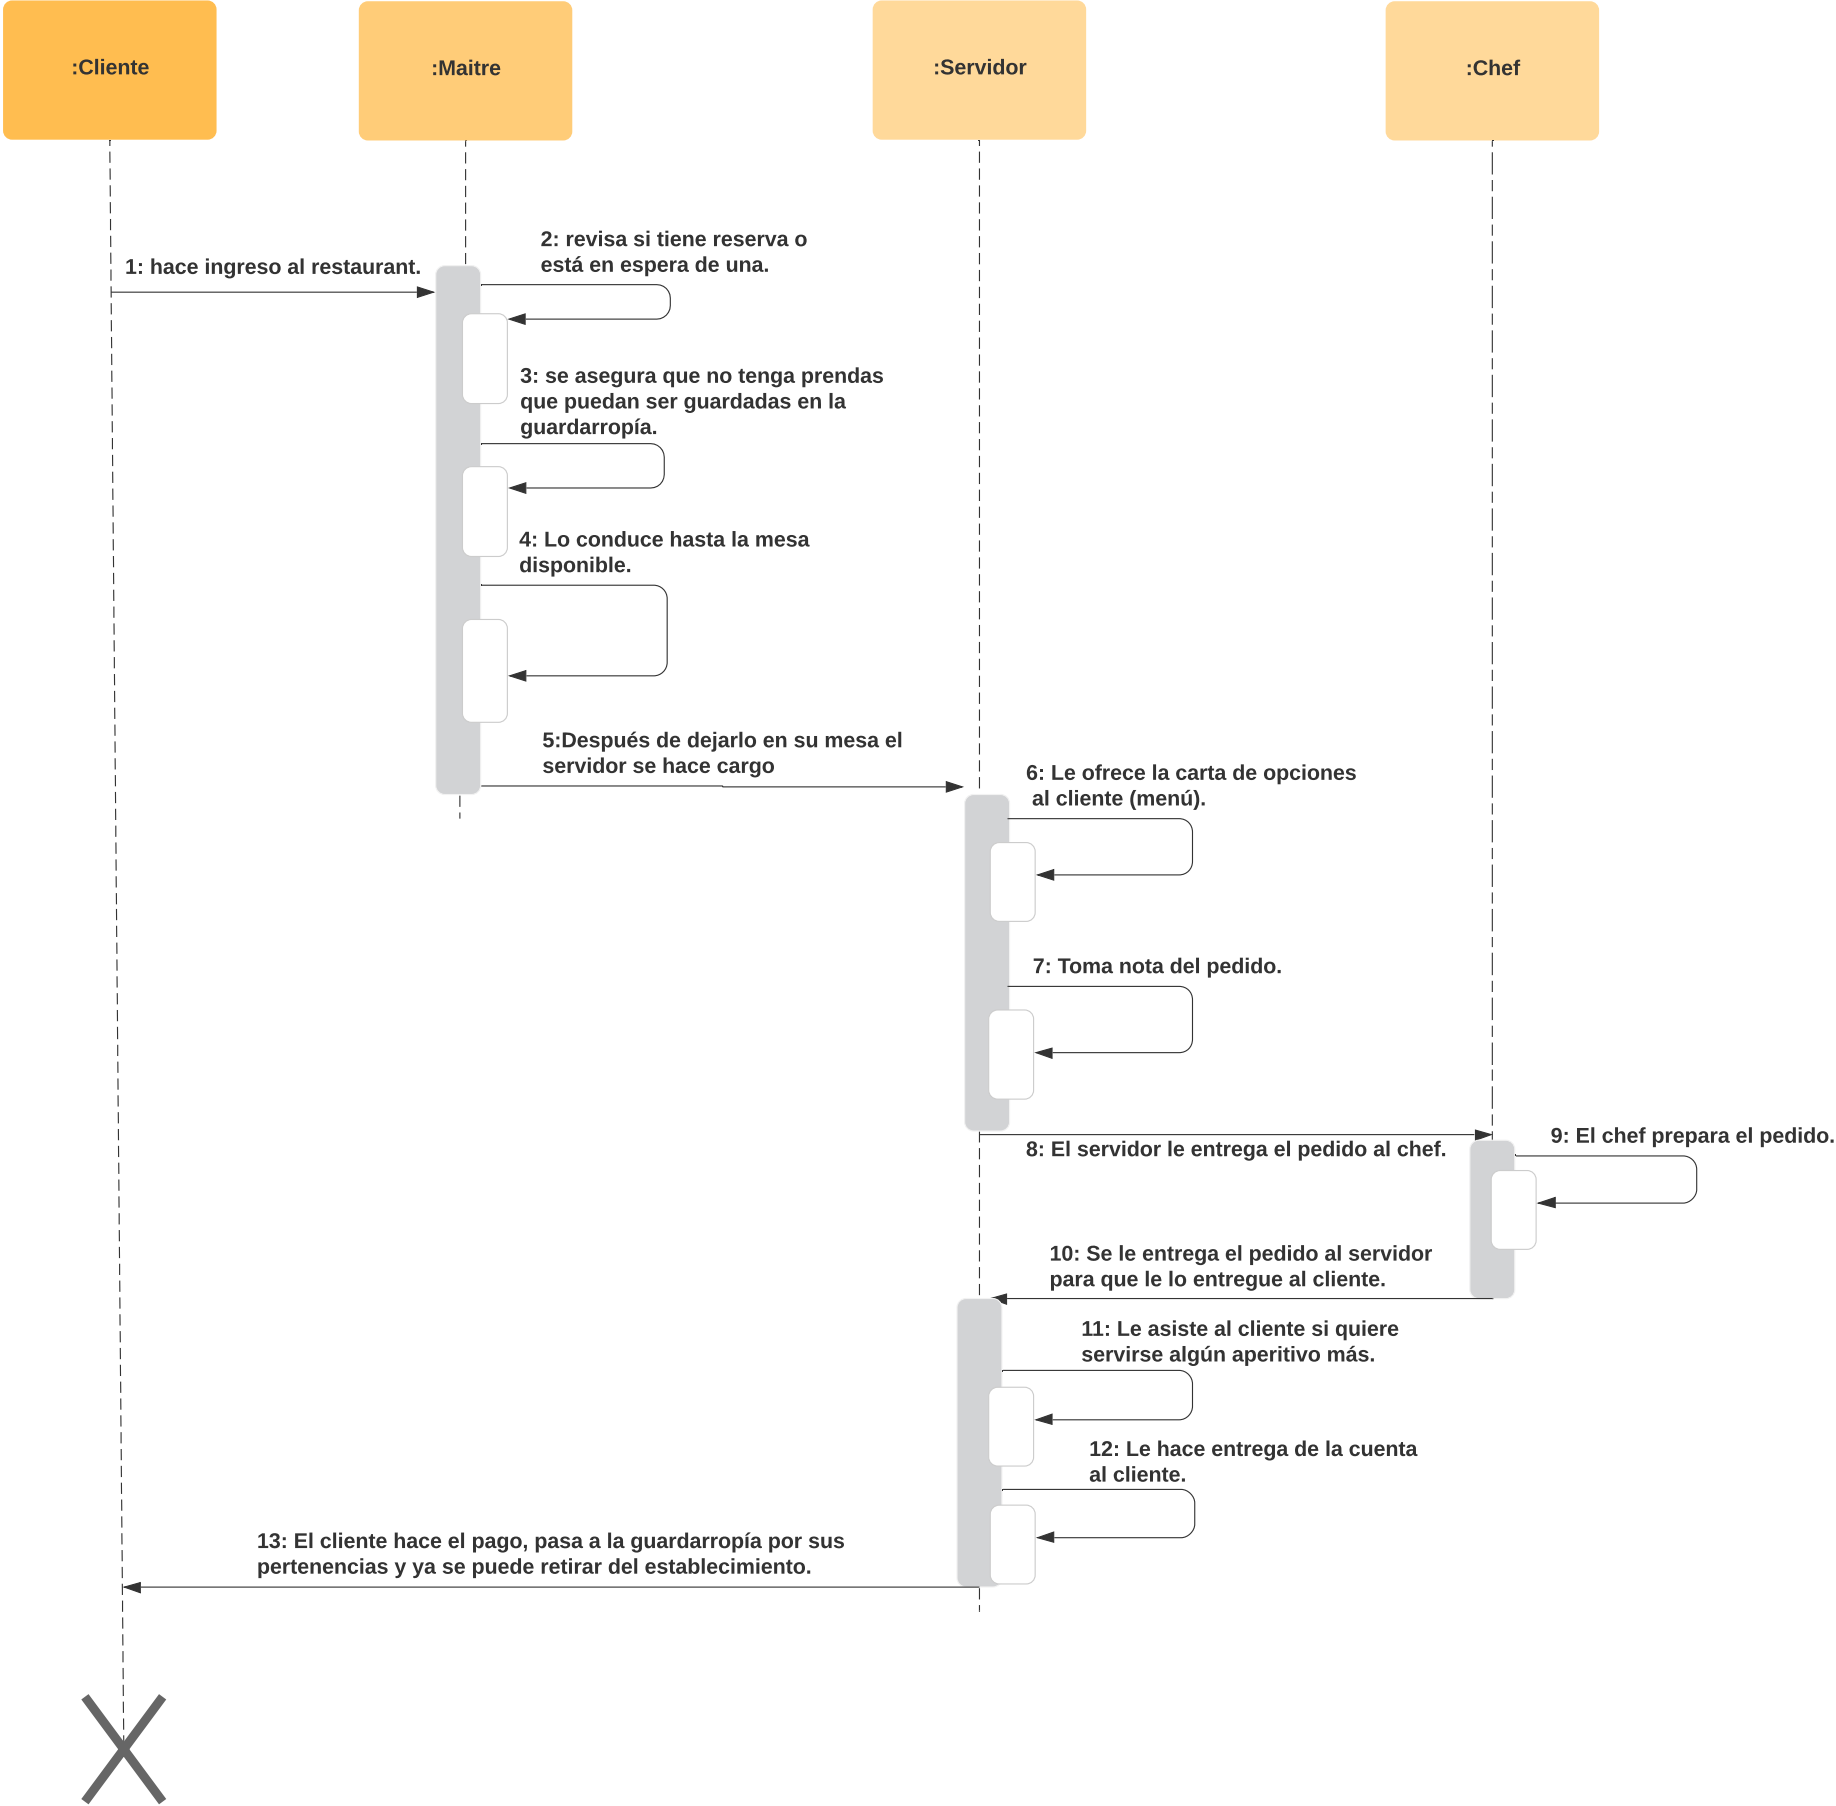 :Cliente
:Maitre
:Servidor
:Chef
1: hace ingreso al restaurant.
2: revisa si tiene reserva o
está en espera de una.
3: se asegura que no tenga prendas
que puedan ser guardadas en la
guardarropía.
4: Lo conduce hasta la mesa
disponible.
5:Después de dejarlo en su mesa el
servidor se hace cargo
6: Le ofrece la carta de opciones
al cliente (menú).
7: Toma nota del pedido.
8: El servidor le entrega el pedido al chef.
9: El chef prepara el pedido.
10: Se le entrega el pedido al servidor
para que le lo entregue al cliente.
11: Le asiste al cliente si quiere
servirse algún aperitivo más.
12: Le hace entrega de la cuenta
al cliente.
13: El cliente hace el pago, pasa a la guardarropía por sus
pertenencias y ya se puede retirar del establecimiento.